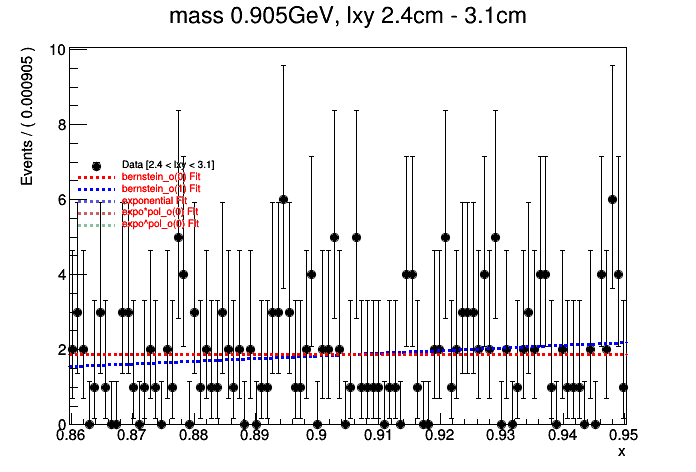 mass 0.905GeV, lxy 2.4cm - 3.1cm
Events / ( 0.000905 )
10
8
6
4
2
0
Data [2.4 < lxy < 3.1]
bernstein_o(0) Fit
bernstein_o(1) Fit
exponential Fit
expo*pol_o(0) Fit
expo^pol_o(0) Fit
0.86 0.87 0.88 0.89 0.9 0.91 0.92 0.93 0.94 0.95
x